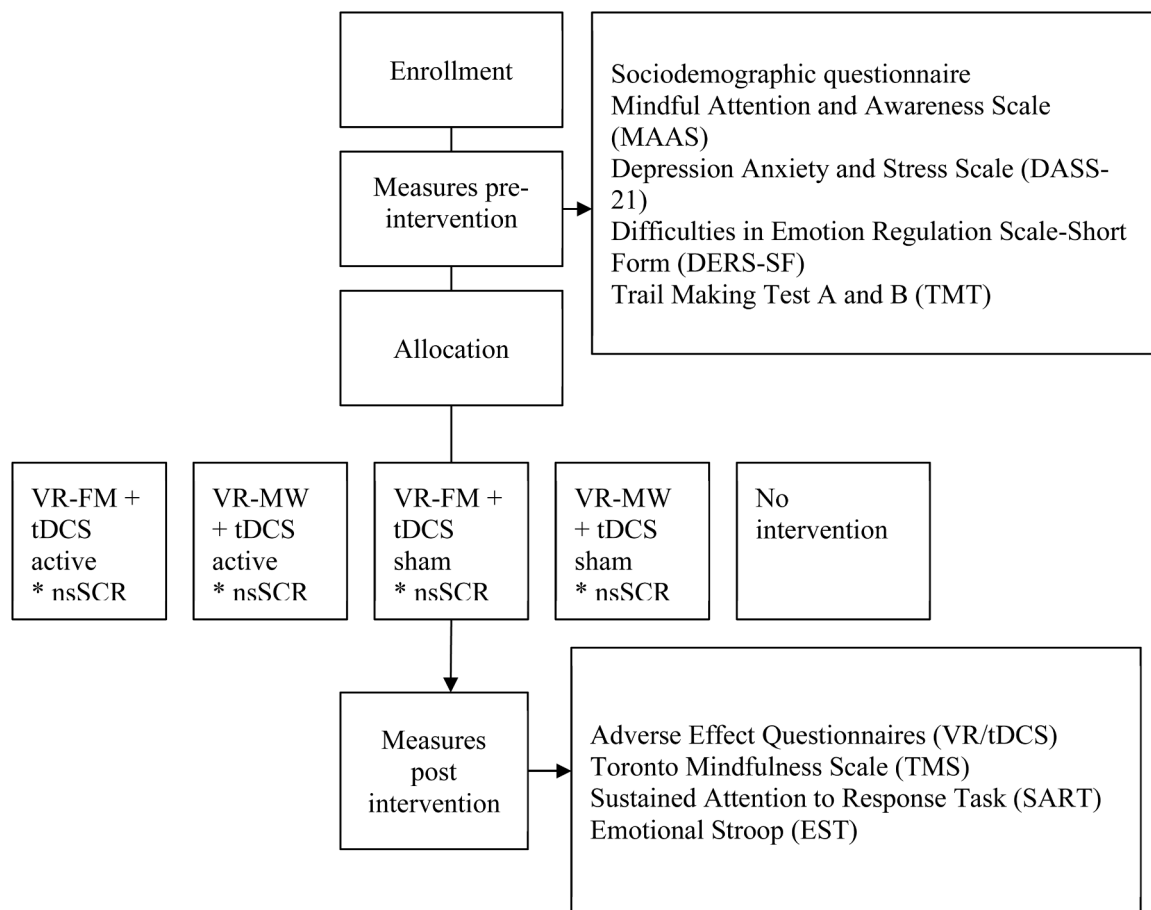 Enrollment
Sociodemographic questionnaire
Mindful Attention and Awareness Scale
(MAAS)
Depression Anxiety and Stress Scale (DASS-
21)
Difficulties in Emotion Regulation Scale-Short
Form (DERS-SF)
Trail Making Test A and B (TMT)
Measures pre-
intervention
Allocation
VR-FM +
tDCS
active
* nsSCR
VR-MW
+ tDCS
active
* nsSCR
VR-FM +
tDCS
sham
* nsSCR
VR-MW
+ tDCS
sham
* nsSCR
No
intervention
Measures
post
intervention
Adverse Effect Questionnaires (VR/tDCS)
Toronto Mindfulness Scale (TMS)
Sustained Attention to Response Task (SART)
Emotional Stroop (EST)